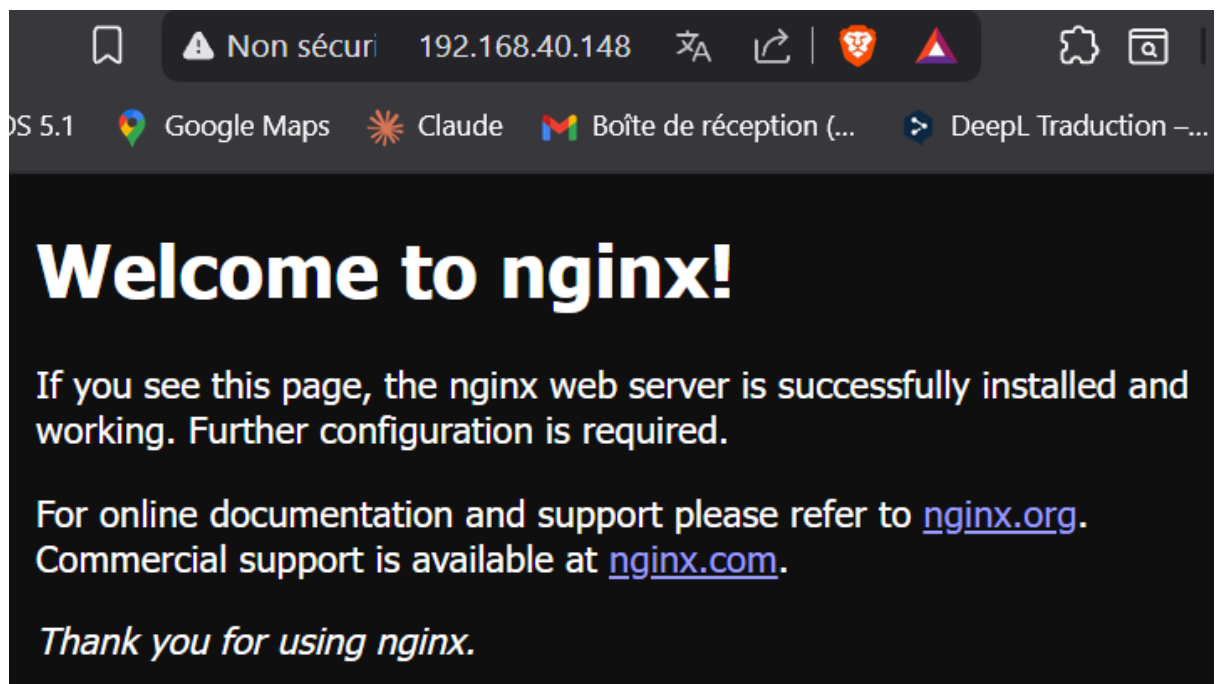 Non sécuri 192.168.40.148
OS 5.1 Google Maps Claude Boîte de réception (... DeepL Traduction –...
Welcome to nginx!
If you see this page, the nginx web server is successfully installed and
working. Further configuration is required.
For online documentation and support please refer to nginx.org.
Commercial support is available at nginx.com.
Thank you for using nginx.